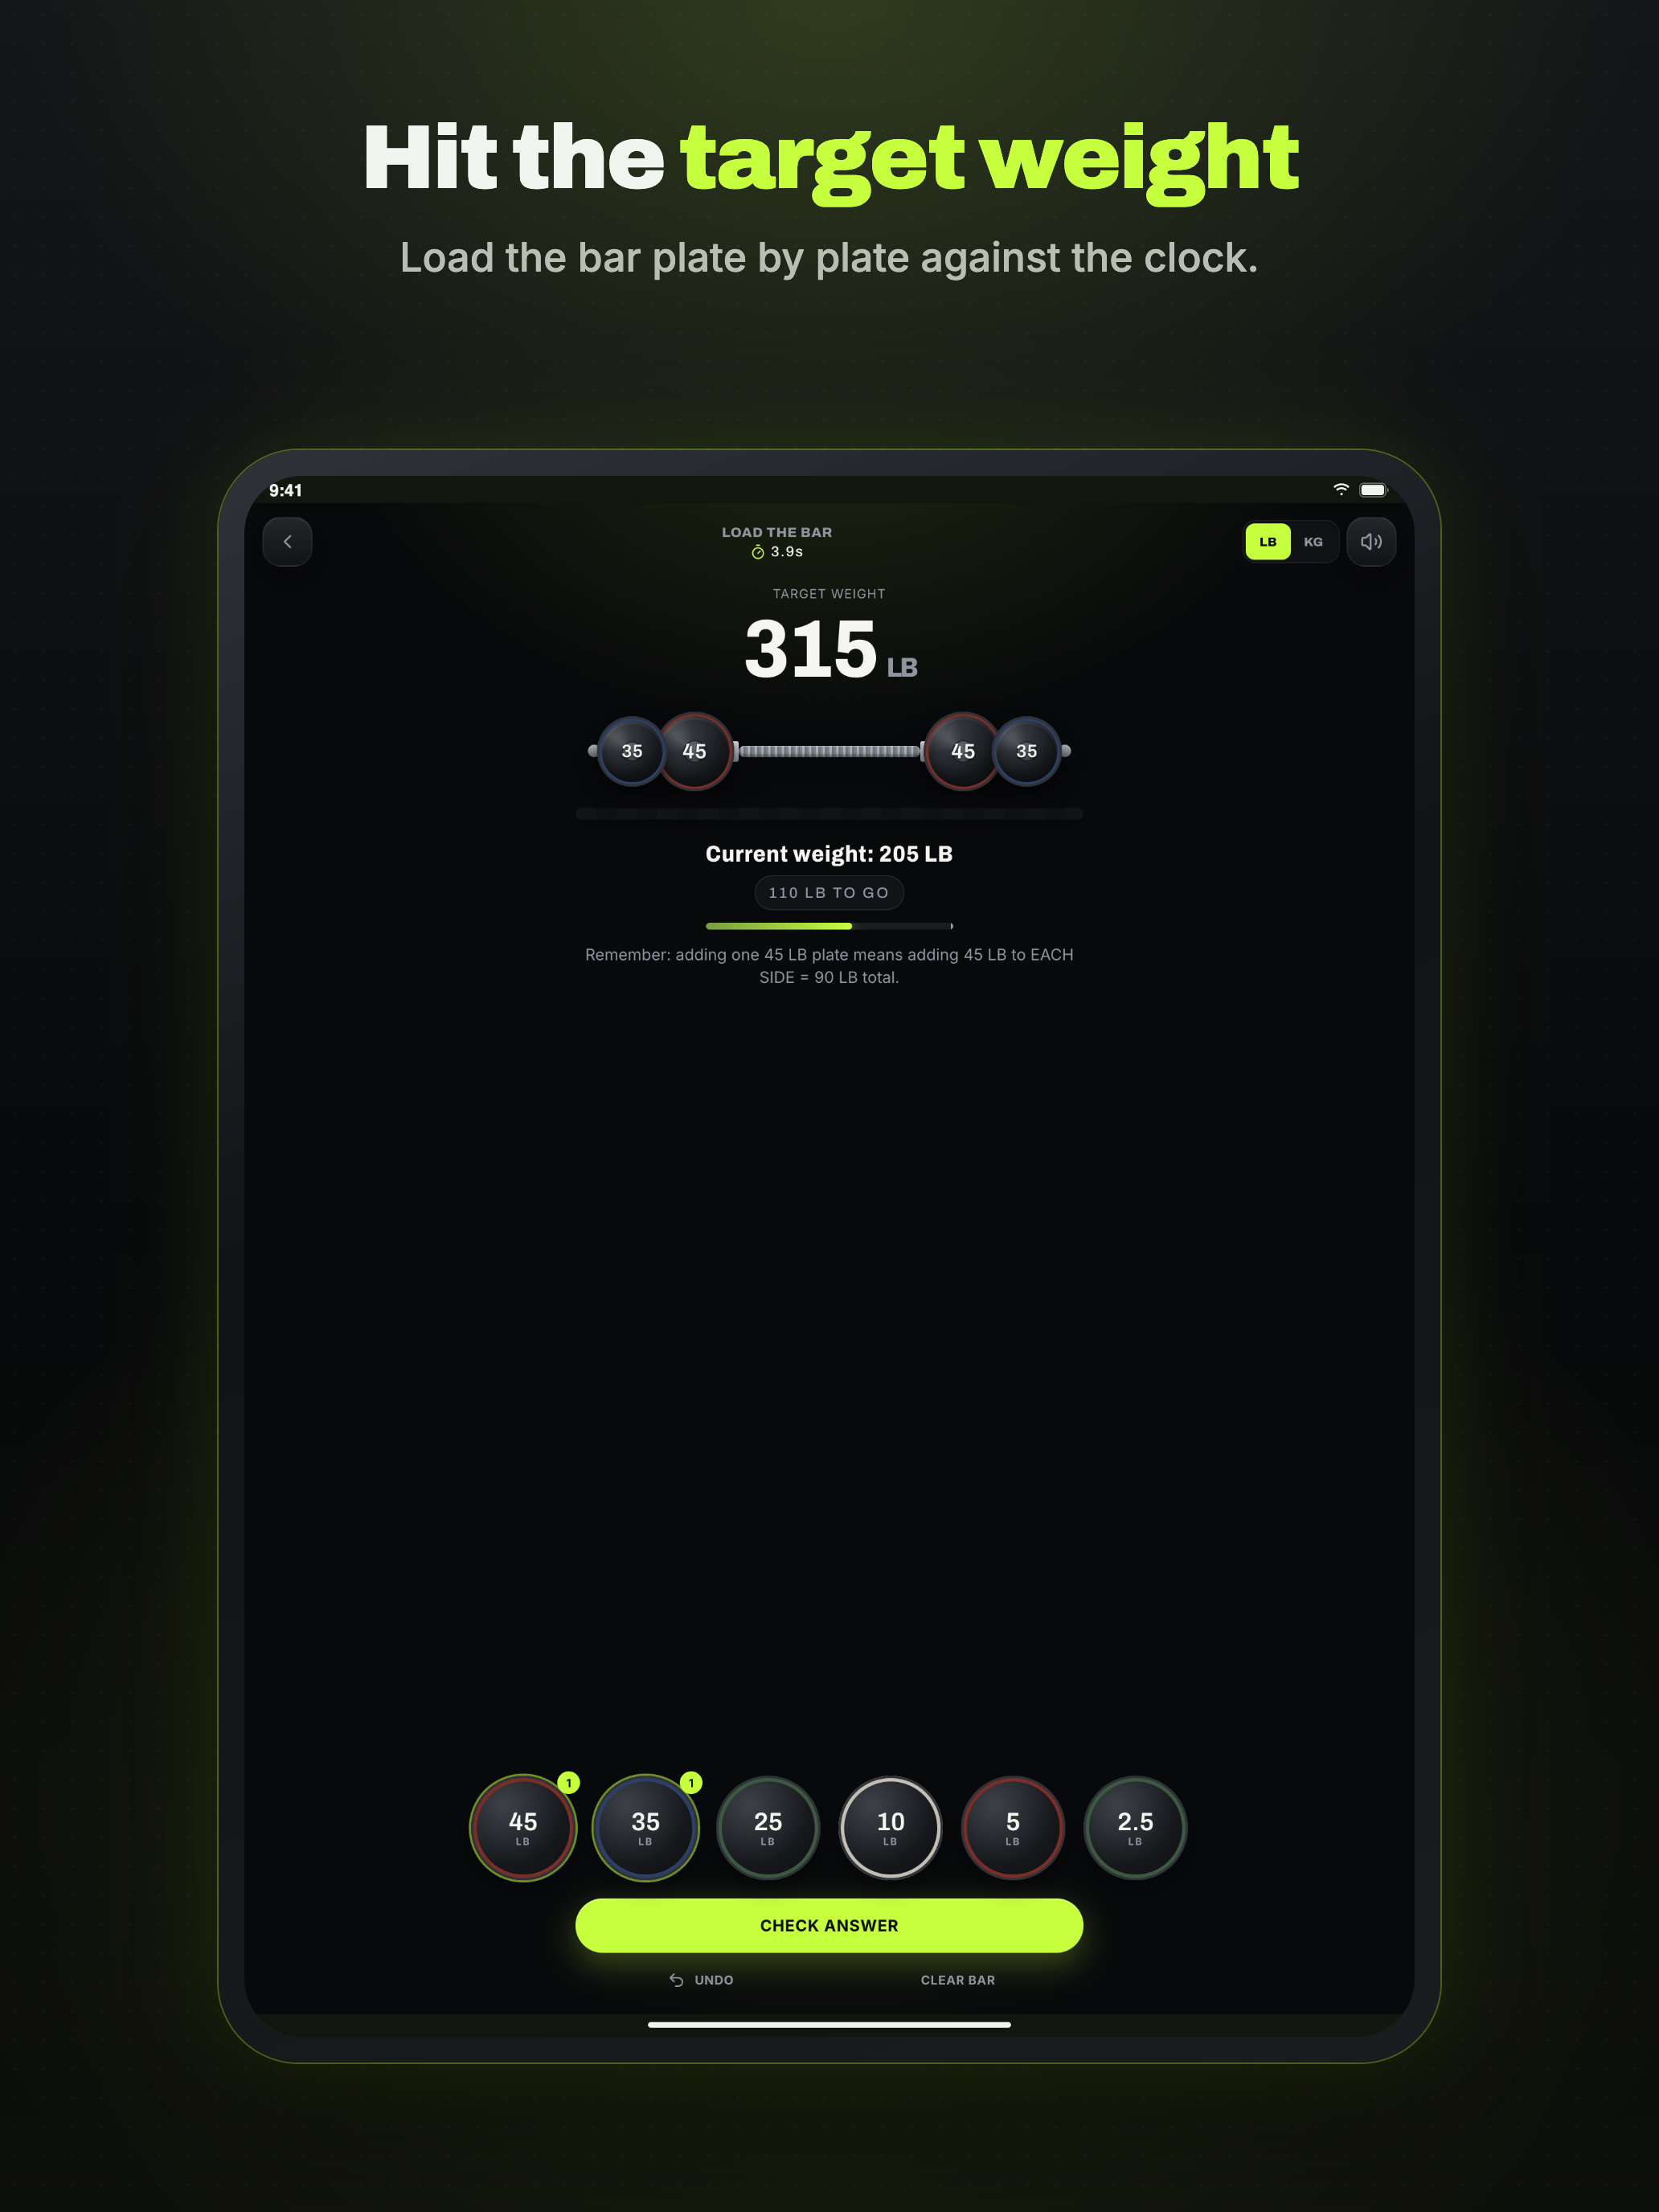 Hit the target weight
Load the bar plate by plate against the clock.
9:41
LOAD THE BAR
3.9s
LB KG
TARGET WEIGHT
315 LB
35 45 45 35
Current weight: 205 LB
110 LB TO GO
Remember: adding one 45 LB plate means adding 45 LB to EACH
SIDE = 90 LB total.
1 1
45 35 25 10 5 2.5
LB LB LB LB LB LB
CHECK ANSWER
UNDO CLEAR BAR